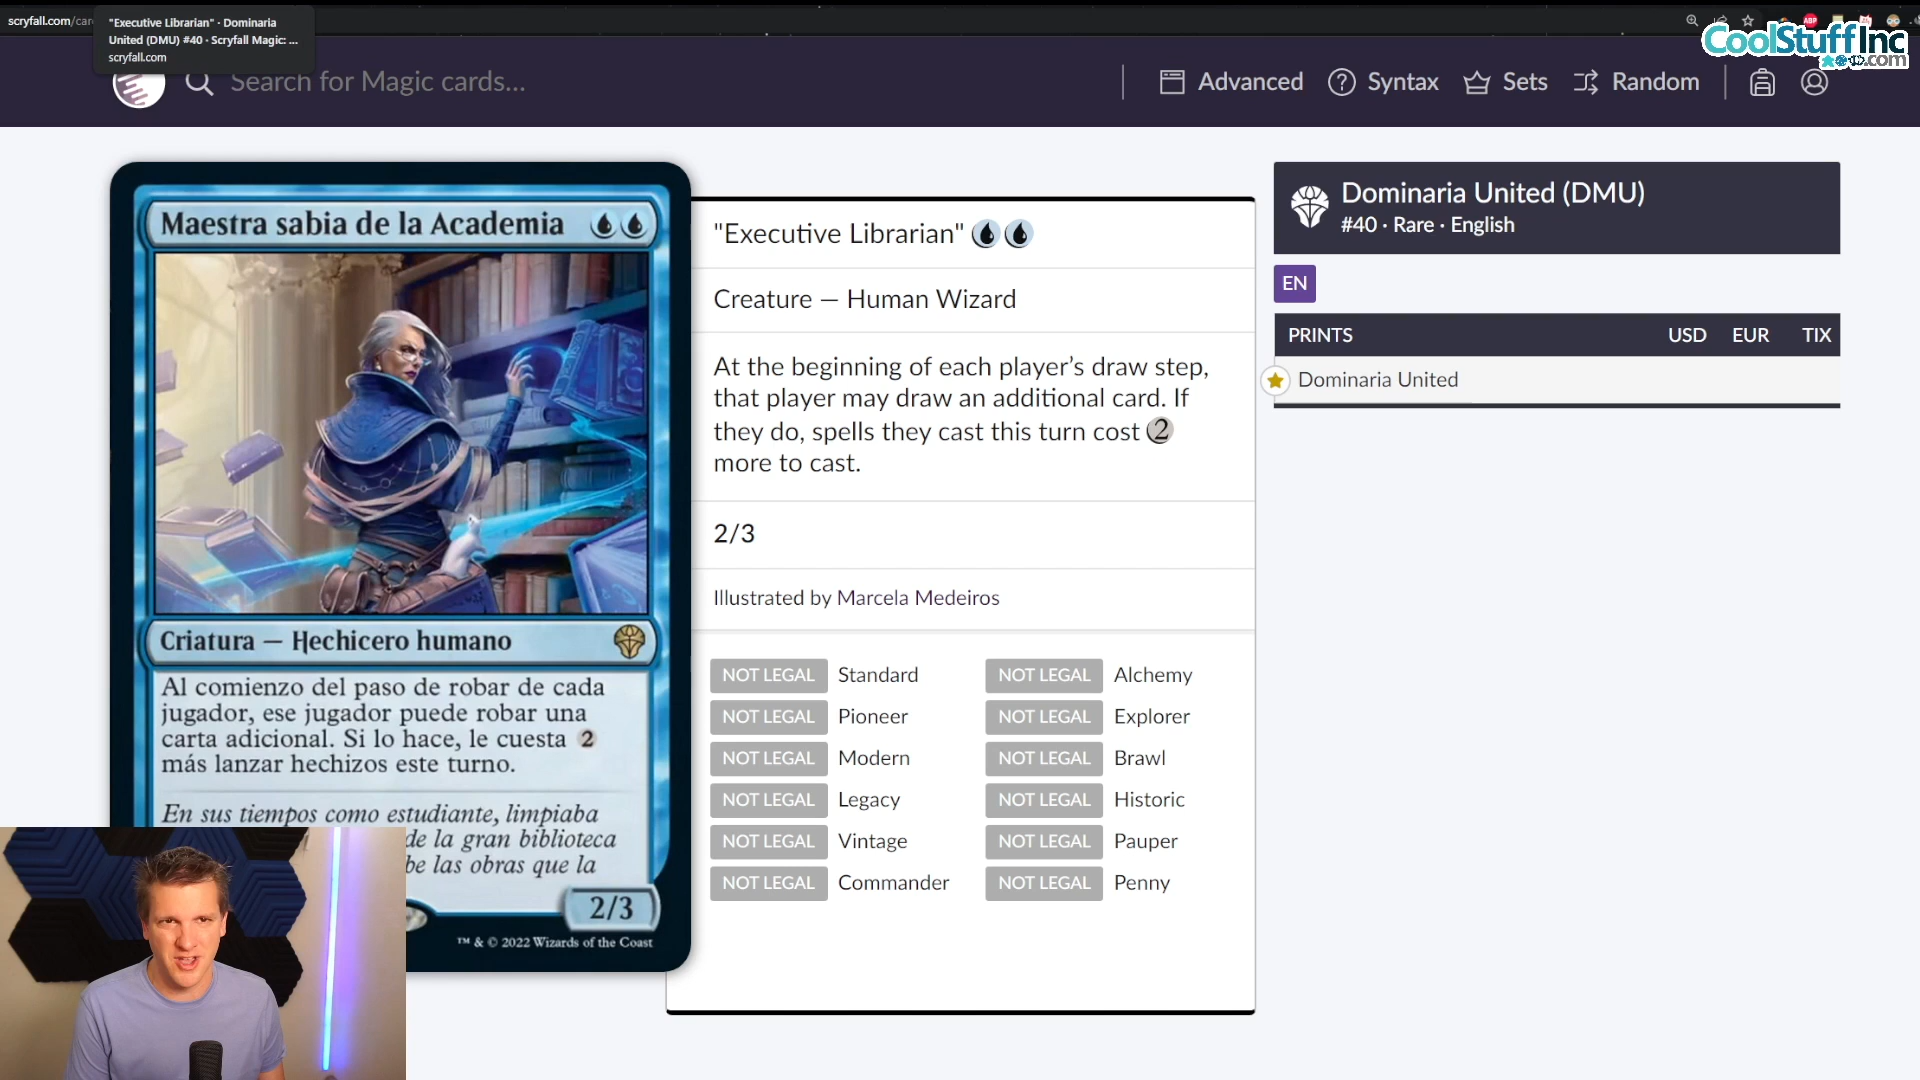 scryfall.com/car
"Executive Librarian" · Dominaria
United (DMU) #40 · Scryfall Magic: ...
scryfall.com
ABP
CoolStuffInc
.com
Search for Magic cards...
Advanced
Syntax
Sets
Random
Maestra sabia de la Academia
Criatura — Hechicero humano
Al comienzo del paso de robar de cada
jugador, ese jugador puede robar una
carta adicional. Si lo hace, le cuesta 2
más lanzar hechizos este turno.
En sus tiempos como estudiante, limpiaba
de la gran biblioteca
be las obras que la
2/3
™ & © 2022 Wizards of the Coast
"Executive Librarian"
Creature — Human Wizard
At the beginning of each player's draw step,
that player may draw an additional card. If
they do, spells they cast this turn cost 2
more to cast.
2/3
Illustrated by Marcela Medeiros
NOT LEGAL Standard NOT LEGAL Alchemy
NOT LEGAL Pioneer NOT LEGAL Explorer
NOT LEGAL Modern NOT LEGAL Brawl
NOT LEGAL Legacy NOT LEGAL Historic
NOT LEGAL Vintage NOT LEGAL Pauper
NOT LEGAL Commander NOT LEGAL Penny
Dominaria United (DMU)
#40 · Rare · English
EN
PRINTS USD EUR TIX
Dominaria United